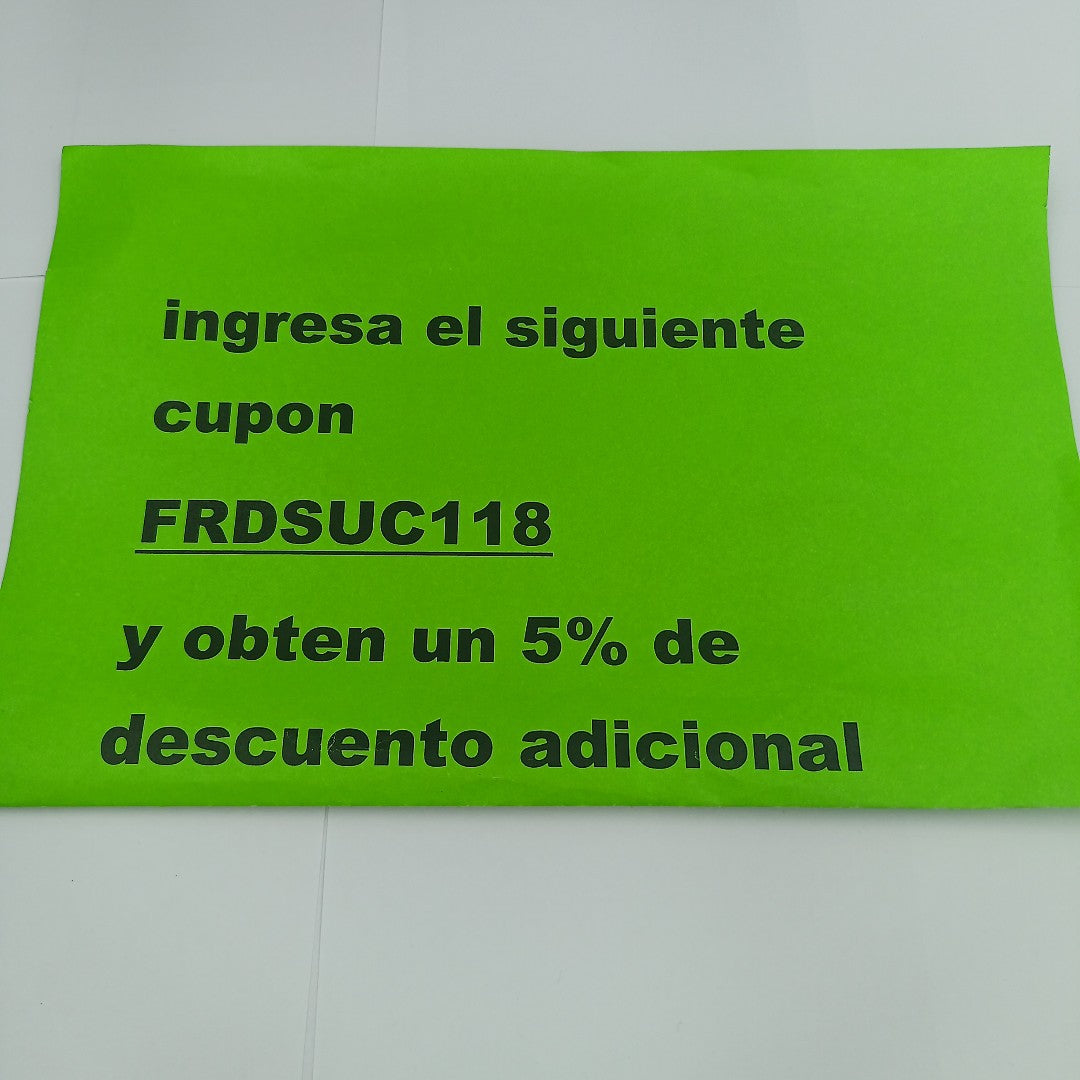 ingresa el siguiente
cupon
FRDSUC118
y obten un 5% de
descuento adicional